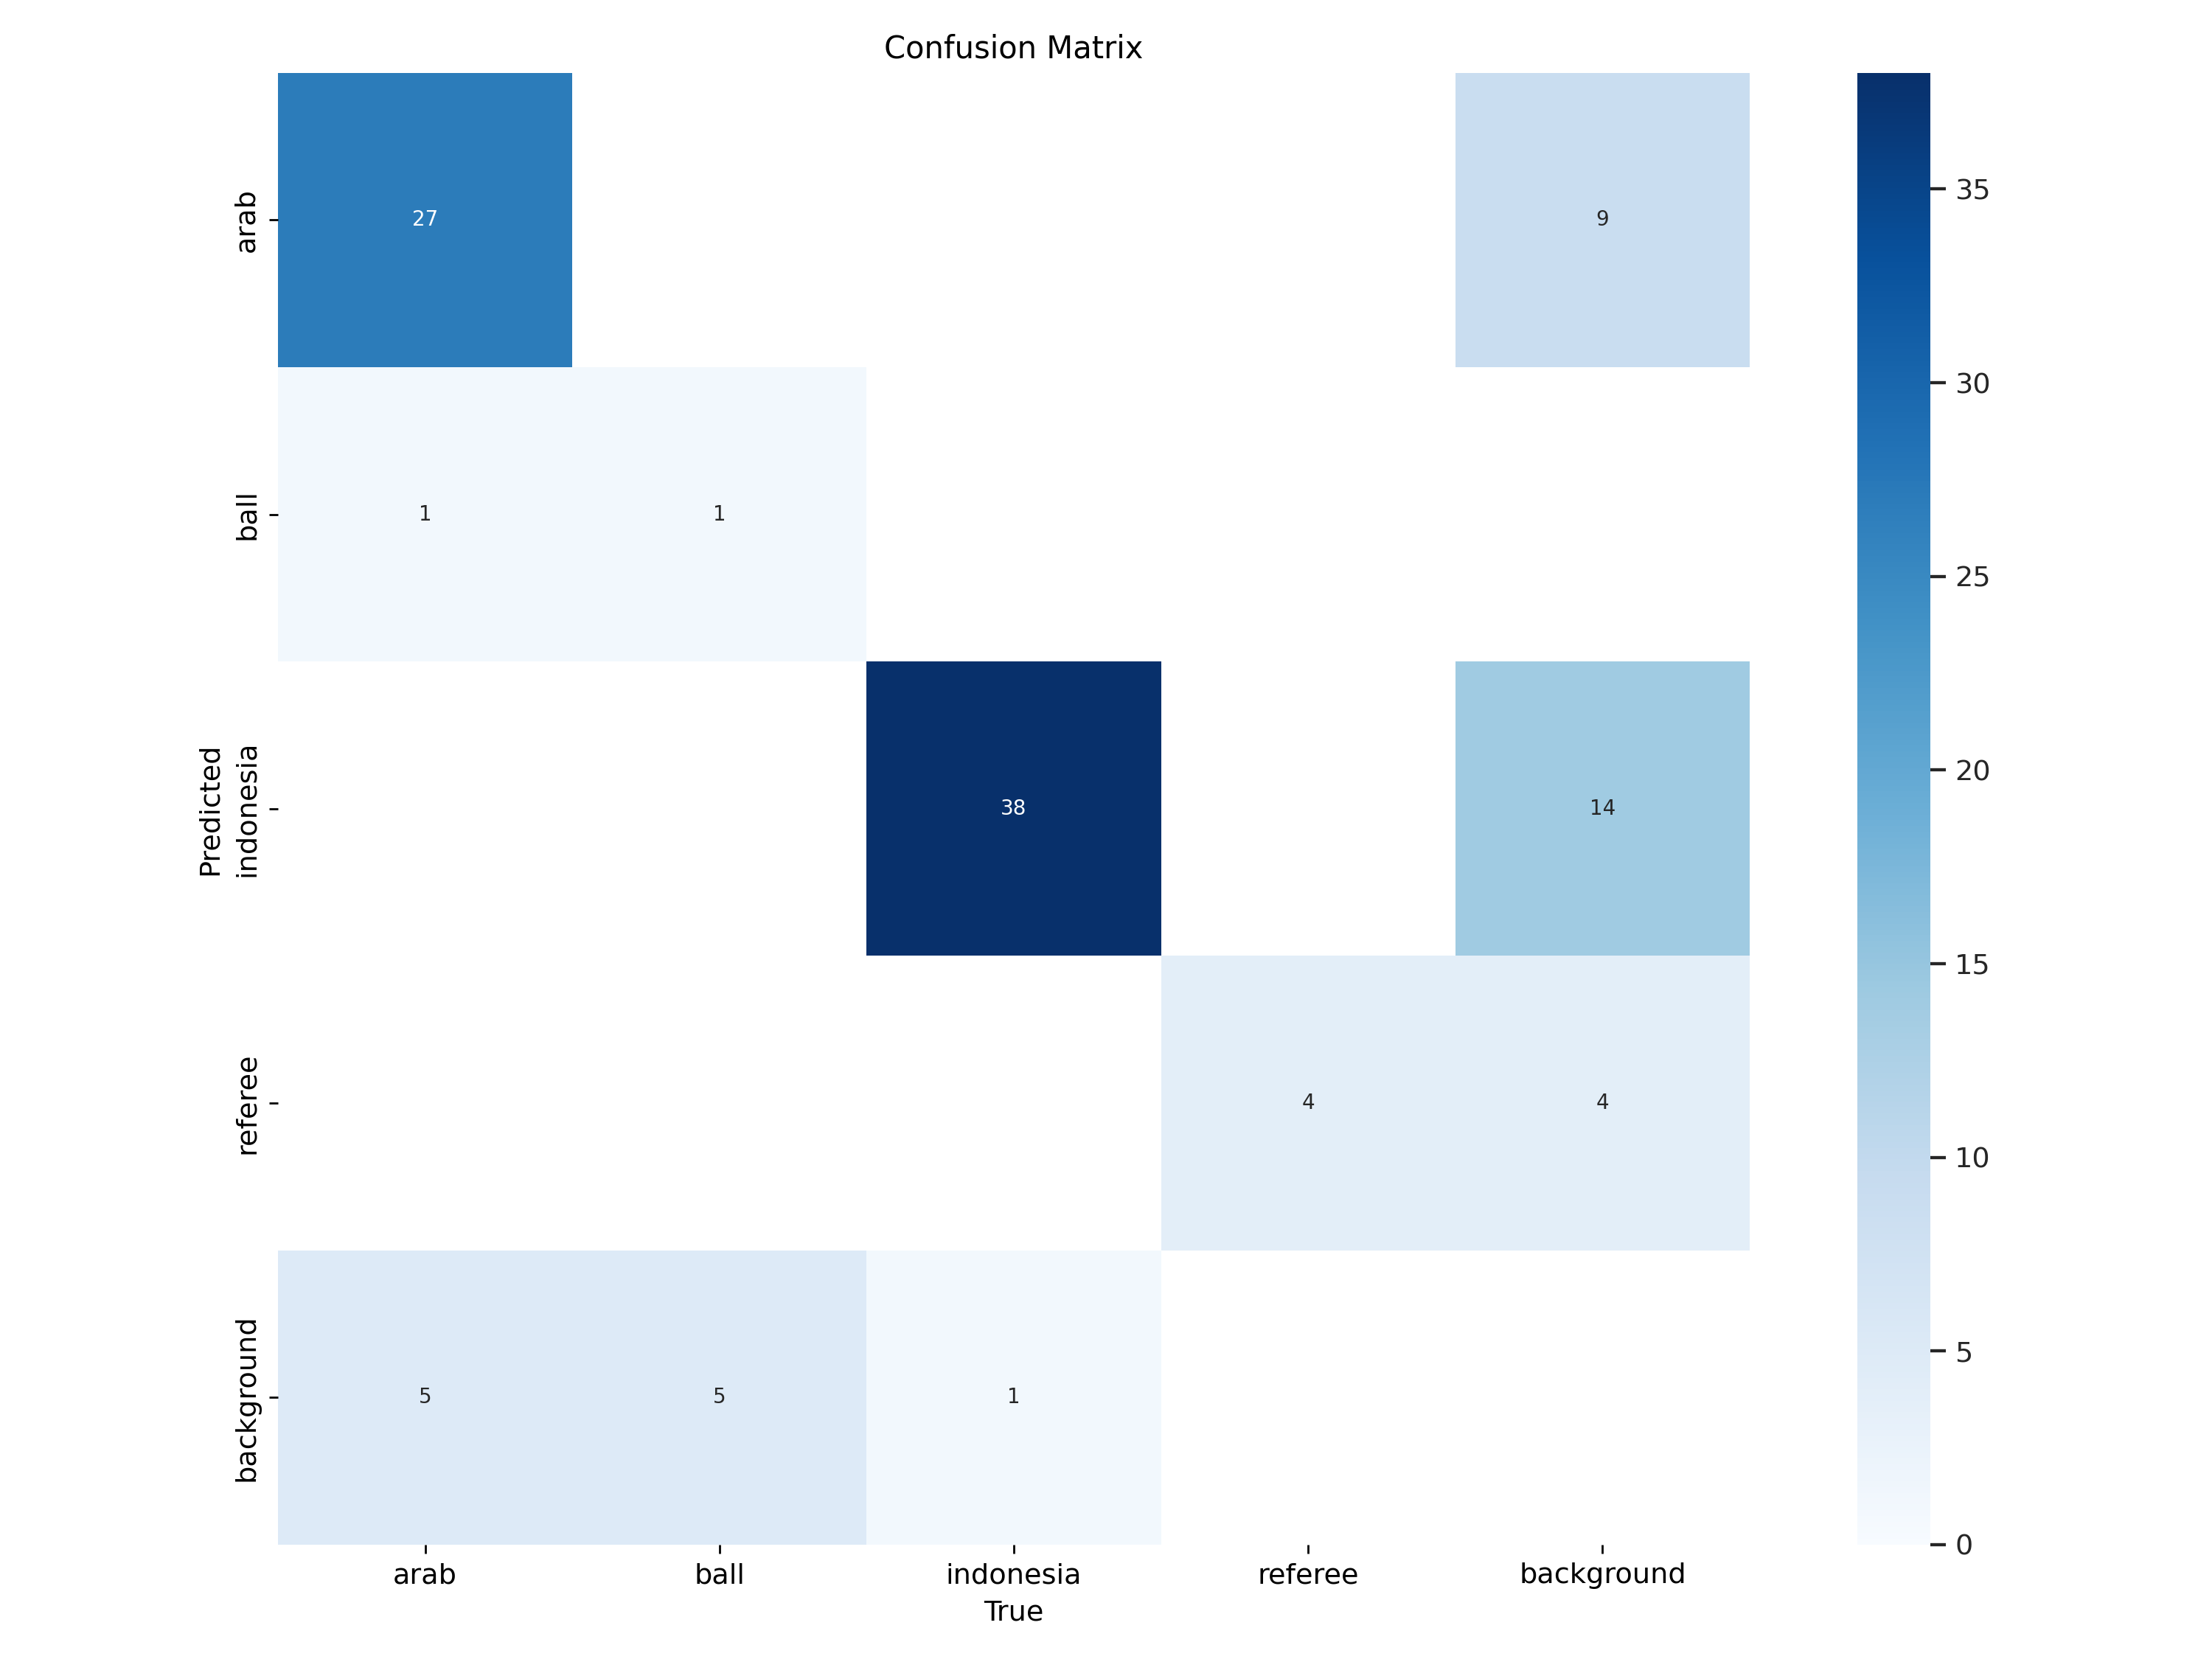 Confusion Matrix
arab
27
9
ball
1
1
Predicted
indonesia
38
14
referee
4
4
background
5
5
1
arab
ball
indonesia
referee
background
True
35
30
25
20
15
10
5
0